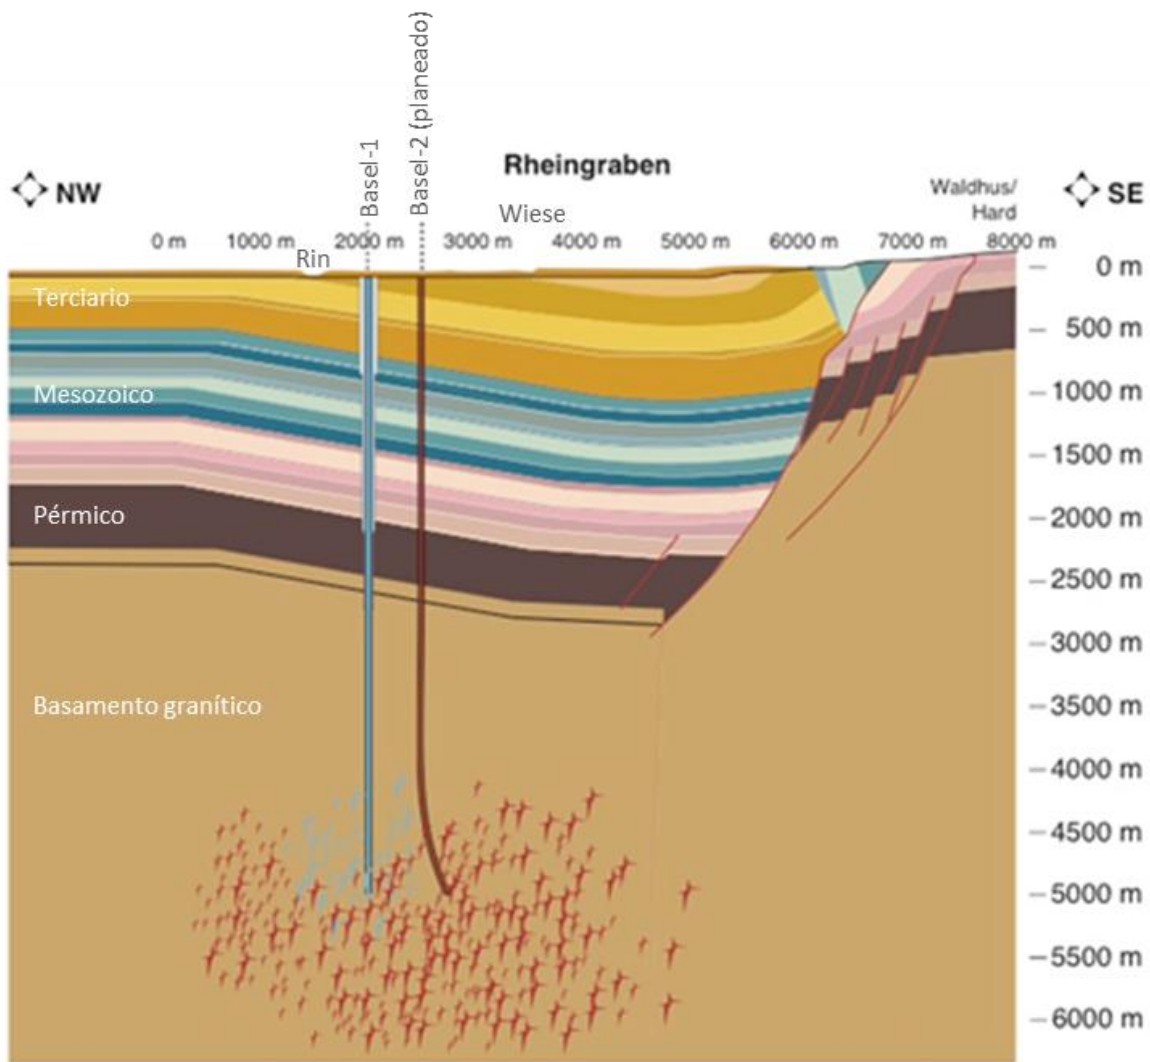 Basel-1
Basel-2 (planeado)
Rheingraben
NW
Wiese
Waldhus/
Hard
SE
0 m
1000 m
2000 m
3000 m
4000 m
5000 m
6000 m
7000 m
8000 m
Rin
0 m
Terciario
500 m
Mesozoico
1000 m
1500 m
Pérmico
2000 m
2500 m
3000 m
Basamento granítico
3500 m
4000 m
4500 m
5000 m
5500 m
6000 m